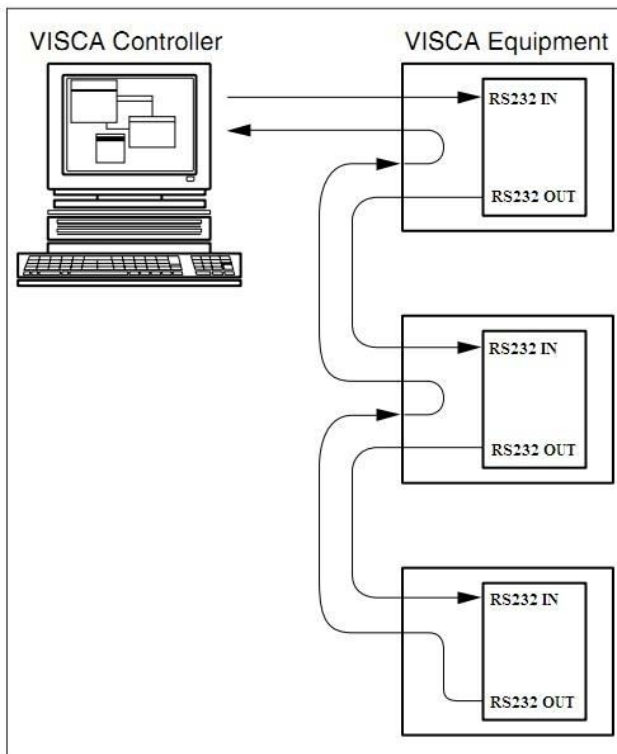 VISCA Controller
VISCA Equipment
RS232 IN
RS232 OUT
RS232 IN
RS232 OUT
RS232 IN
RS232 OUT